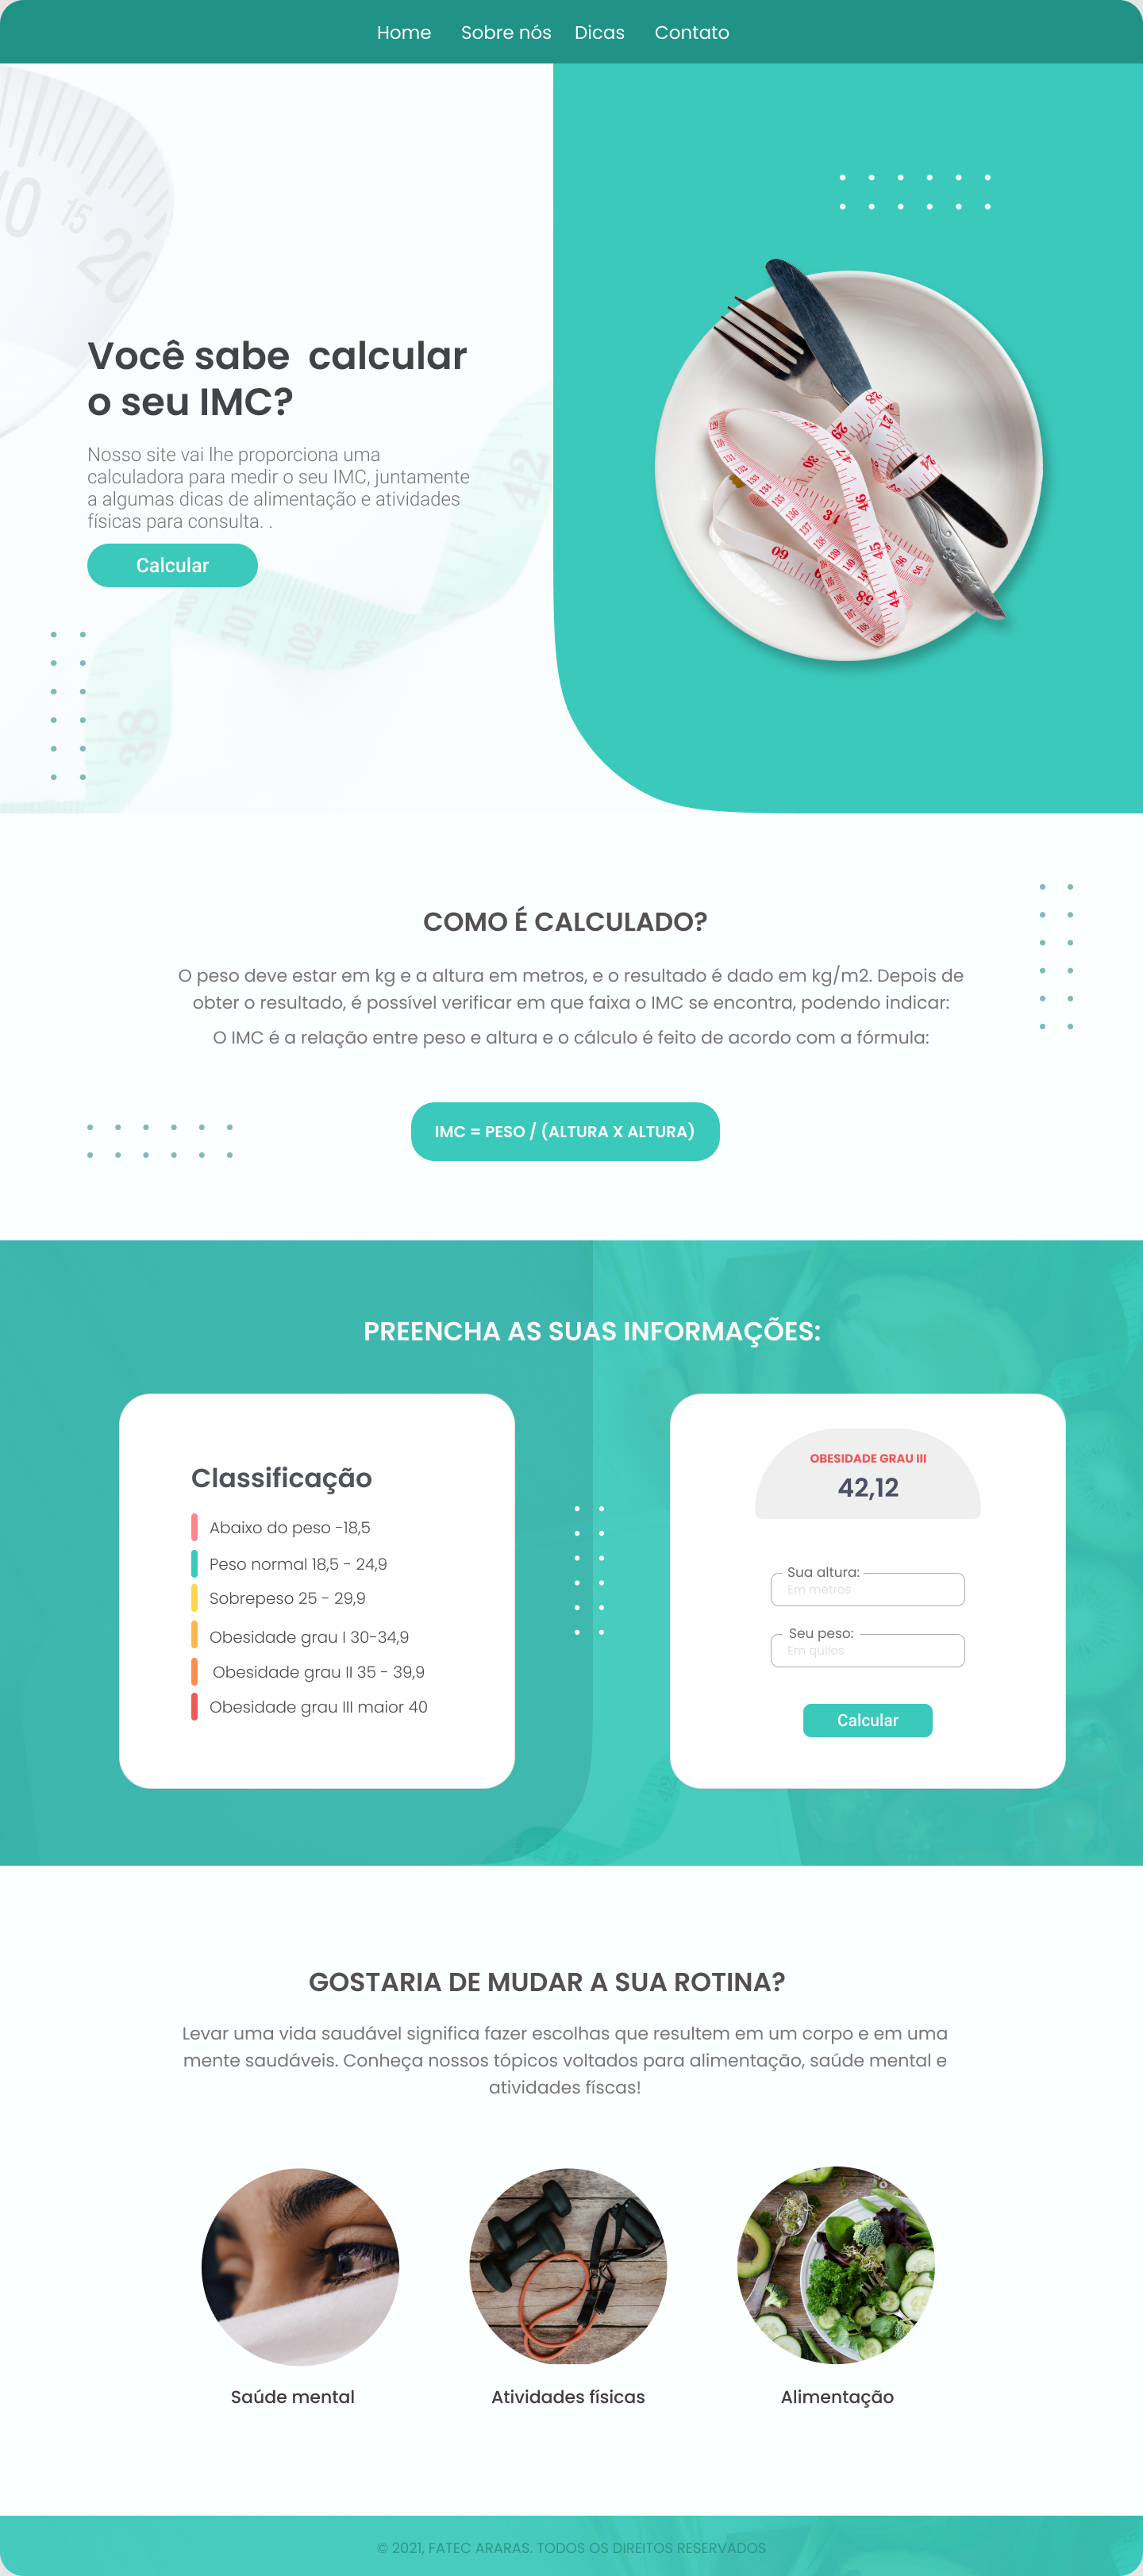 Home Sobre nós Dicas Contato
10 15 20
Você sabe calcular
o seu IMC?
Nosso site vai lhe proporciona uma
calculadora para medir o seu IMC, juntamente
a algumas dicas de alimentação e atividades
físicas para consulta. .
Calcular
42
101
102
103
38
COMO É CALCULADO?
O peso deve estar em kg e a altura em metros, e o resultado é dado em kg/m2. Depois de
obter o resultado, é possível verificar em que faixa o IMC se encontra, podendo indicar:
O IMC é a relação entre peso e altura e o cálculo é feito de acordo com a fórmula:
IMC = PESO / (ALTURA X ALTURA)
PREENCHA AS SUAS INFORMAÇÕES:
Classificação
Abaixo do peso -18,5
Peso normal 18,5 - 24,9
Sobrepeso 25 - 29,9
Obesidade grau I 30-34,9
Obesidade grau II 35 - 39,9
Obesidade grau III maior 40
OBESIDADE GRAU III
42,12
Sua altura:
Em metros
Seu peso:
Em quilos
Calcular
GOSTARIA DE MUDAR A SUA ROTINA?
Levar uma vida saudável significa fazer escolhas que resultem em um corpo e em uma
mente saudáveis. Conheça nossos tópicos voltados para alimentação, saúde mental e
atividades físcas!
Saúde mental
Atividades físicas
Alimentação
© 2021, FATEC ARARAS. TODOS OS DIREITOS RESERVADOS